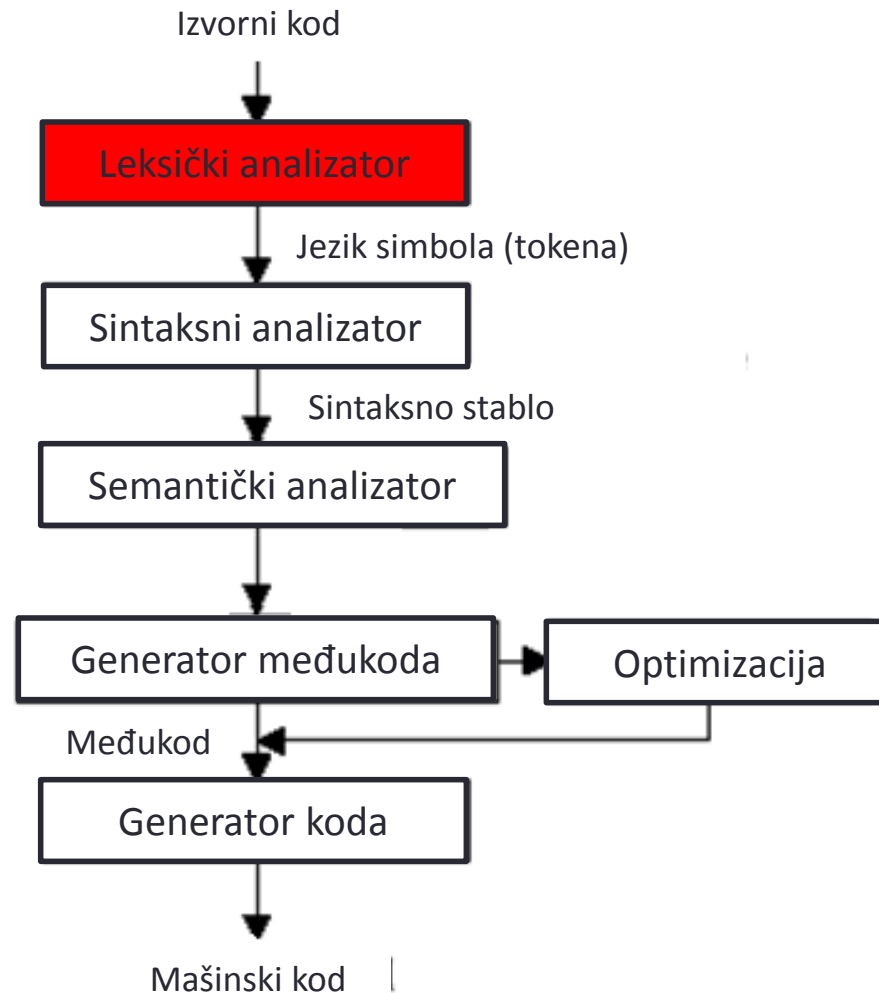 Izvorni kod
Leksički analizator
Jezik simbola (tokena)
Sintaksni analizator
Sintaksno stablo
Semantički analizator
Generator međukoda
Optimizacija
Međukod
Generator koda
Mašinski kod